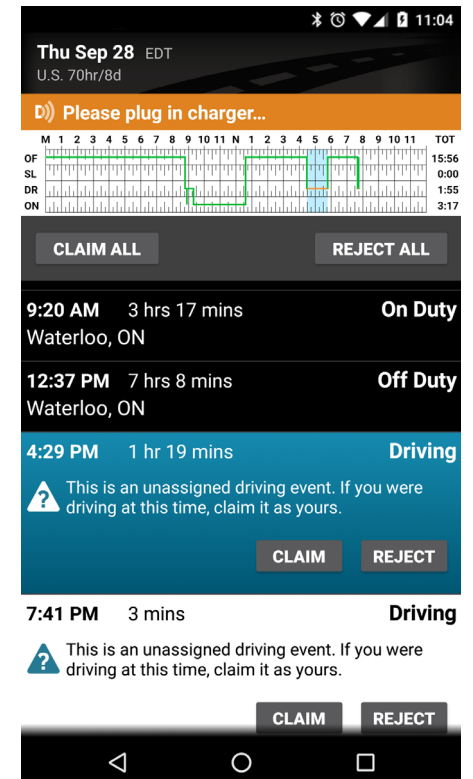 11:04
Thu Sep 28 EDT
U.S. 70hr/8d
Please plug in charger...
M 1 2 3 4 5 6 7 8 9 10 11 N 1 2 3 4 5 6 7 8 9 10 11 TOT
OF 15:56
SL 0:00
DR 1:55
ON 3:17
CLAIM ALL REJECT ALL
9:20 AM 3 hrs 17 mins On Duty
Waterloo, ON
12:37 PM 7 hrs 8 mins Off Duty
Waterloo, ON
4:29 PM 1 hr 19 mins Driving
This is an unassigned driving event. If you were
driving at this time, claim it as yours.
CLAIM REJECT
7:41 PM 3 mins Driving
This is an unassigned driving event. If you were
driving at this time, claim it as yours.
CLAIM REJECT